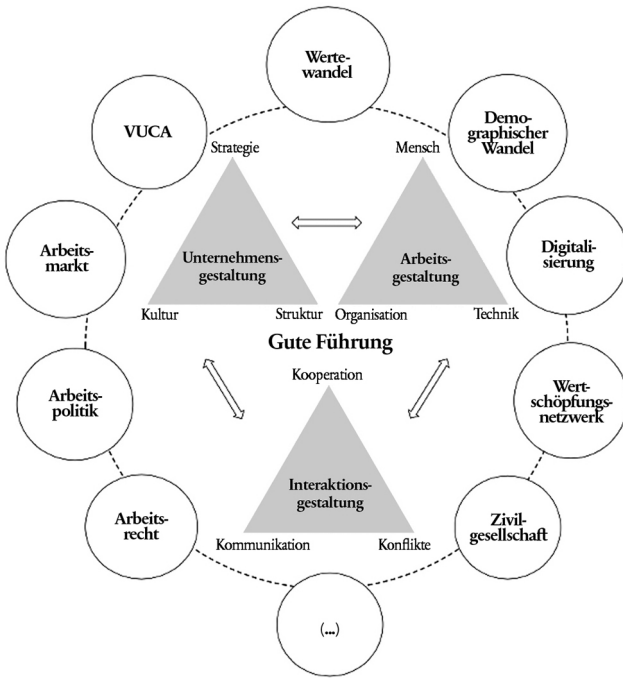 Werte-
wandel
VUCA
Demo-
graphischer
Wandel
Strategie
Mensch
Arbeits-
markt
Unternehmens-
gestaltung
Arbeits-
gestaltung
Digitali-
sierung
Kultur
Struktur
Organisation
Technik
Gute Führung
Kooperation
Arbeits-
politik
Wert-
schöpfungs-
netzwerk
Interaktions-
gestaltung
Arbeits-
recht
Zivil-
gesellschaft
Kommunikation
Konflikte
(...)